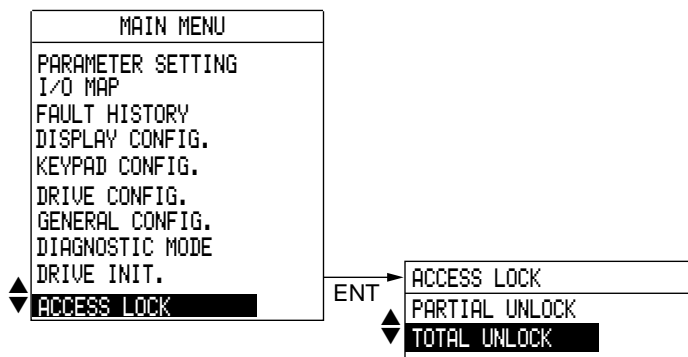 MAIN MENU
PARAMETER SETTING
I/O MAP
FAULT HISTORY
DISPLAY CONFIG.
KEYPAD CONFIG.
DRIVE CONFIG.
GENERAL CONFIG.
DIAGNOSTIC MODE
DRIVE INIT.
ACCESS LOCK
ENT
ACCESS LOCK
PARTIAL UNLOCK
TOTAL UNLOCK